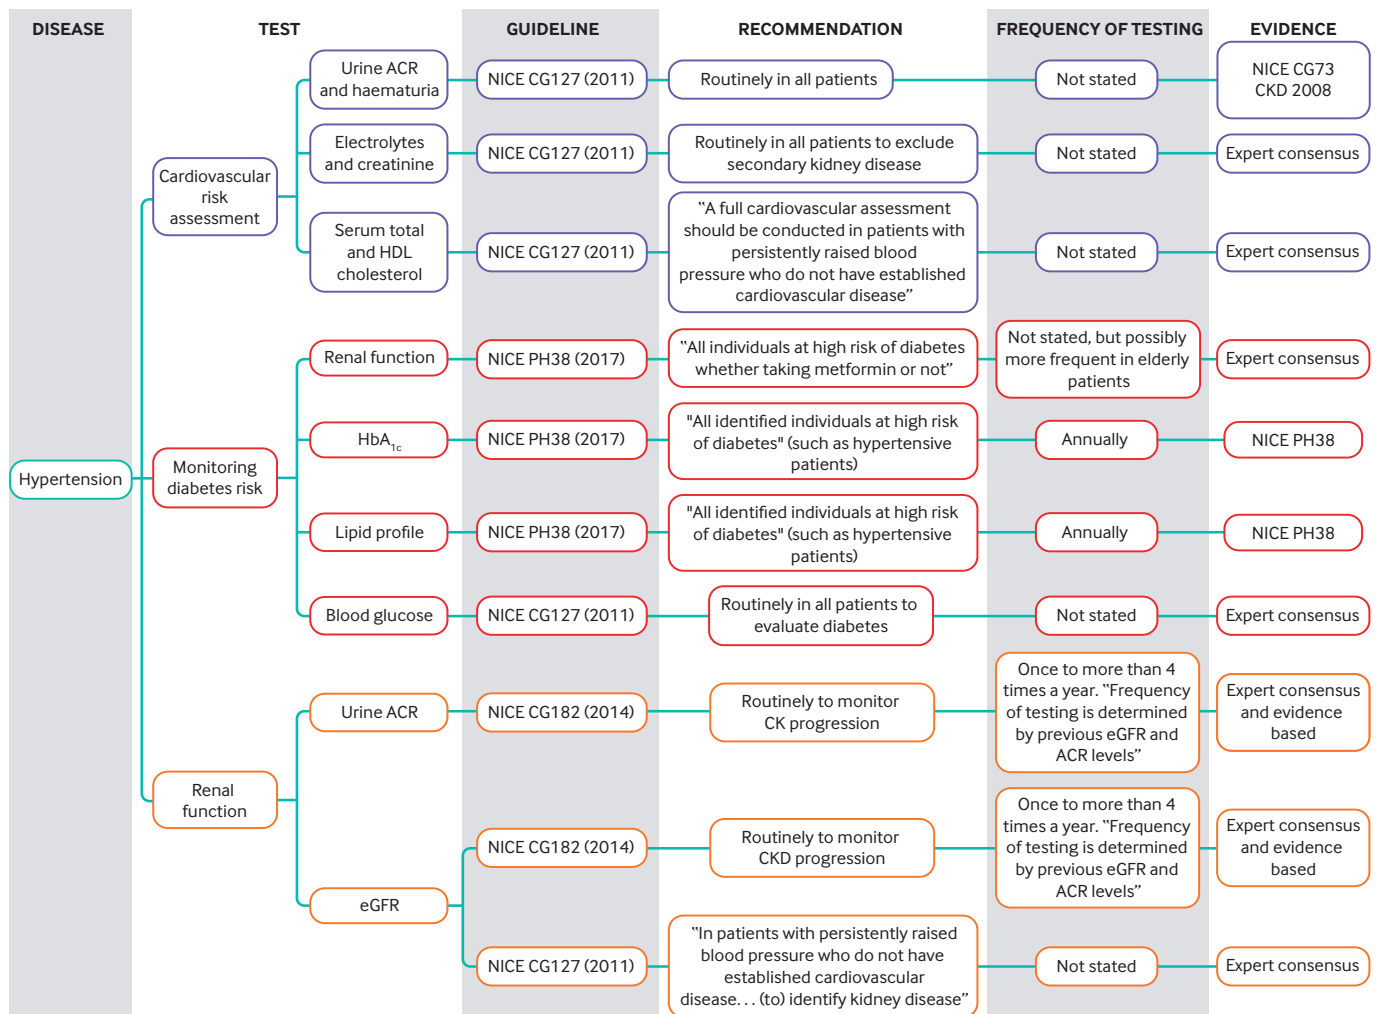 DISEASE
TEST
GUIDELINE
RECOMMENDATION
FREQUENCY OF TESTING
EVIDENCE
Hypertension
Cardiovascular
risk
assessment
Urine ACR
and haematuria
NICE CG127 (2011)
Routinely in all patients
Not stated
NICE CG73
CKD 2008
Electrolytes
and creatinine
NICE CG127 (2011)
Routinely in all patients to exclude
secondary kidney disease
Not stated
Expert consensus
Serum total
and HDL
cholesterol
NICE CG127 (2011)
“A full cardiovascular assessment
should be conducted in patients with
persistently raised blood
pressure who do not have established
cardiovascular disease”
Not stated
Expert consensus
Monitoring
diabetes risk
Renal function
NICE PH38 (2017)
“All individuals at high risk of diabetes
whether taking metformin or not”
Not stated, but possibly
more frequent in elderly
patients
Expert consensus
HbA1c
NICE PH38 (2017)
"All identified individuals at high risk
of diabetes" (such as hypertensive
patients)
Annually
NICE PH38
Lipid profile
NICE PH38 (2017)
"All identified individuals at high risk
of diabetes" (such as hypertensive
patients)
Annually
NICE PH38
Blood glucose
NICE CG127 (2011)
Routinely in all patients to
evaluate diabetes
Not stated
Expert consensus
Renal
function
Urine ACR
NICE CG182 (2014)
Routinely to monitor
CK progression
Once to more than 4
times a year. “Frequency
of testing is determined
by previous eGFR and
ACR levels”
Expert consensus
and evidence
based
eGFR
NICE CG182 (2014)
Routinely to monitor
CKD progression
Once to more than 4
times a year. “Frequency
of testing is determined
by previous eGFR and
ACR levels”
Expert consensus
and evidence
based
NICE CG127 (2011)
“In patients with persistently raised
blood pressure who do not have
established cardiovascular
disease. . . (to) identify kidney disease”
Not stated
Expert consensus